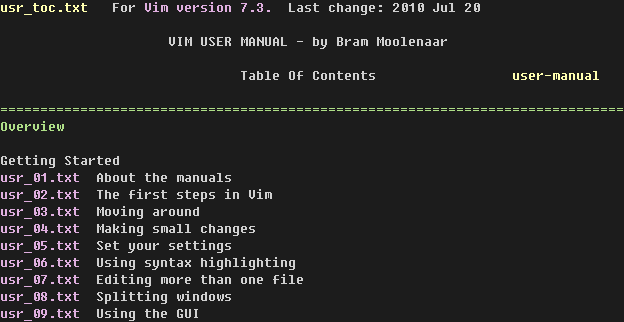 usr_toc.txt   For Vim version 7.3.  Last change: 2010 Jul 20
VIM USER MANUAL - by Bram Moolenaar
Table Of Contents                 user-manual
==============================================================================
Overview
Getting Started
usr_01.txt  About the manuals
usr_02.txt  The first steps in Vim
usr_03.txt  Moving around
usr_04.txt  Making small changes
usr_05.txt  Set your settings
usr_06.txt  Using syntax highlighting
usr_07.txt  Editing more than one file
usr_08.txt  Splitting windows
usr_09.txt  Using the GUI